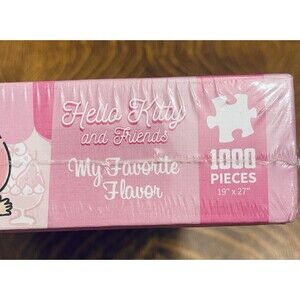 Hello Kitty
and Friends
My Favorite
Flavor
1000
PIECES
19" x 27"